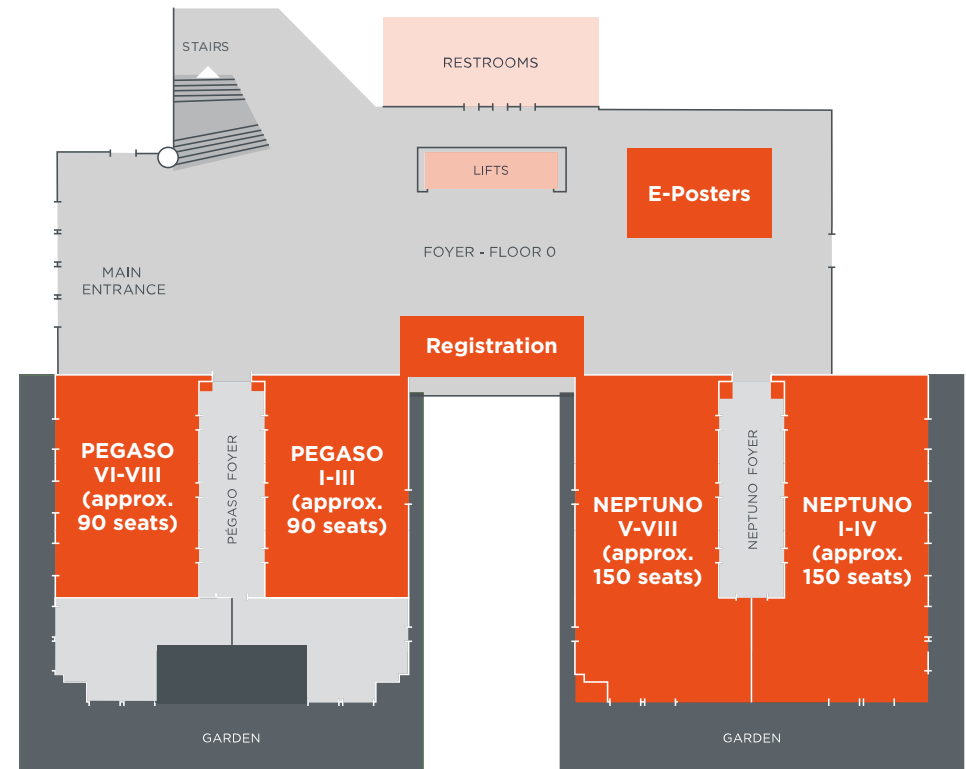 STAIRS
RESTROOMS
LIFTS
E-Posters
FOYER - FLOOR 0
MAIN
ENTRANCE
Registration
PEGASO
VI-VIII
(approx.
90 seats)
PÉGASO FOYER
PEGASO
I-III
(approx.
90 seats)
NEPTUNO
V-VIII
(approx.
150 seats)
NEPTUNO FOYER
NEPTUNO
I-IV
(approx.
150 seats)
GARDEN
GARDEN